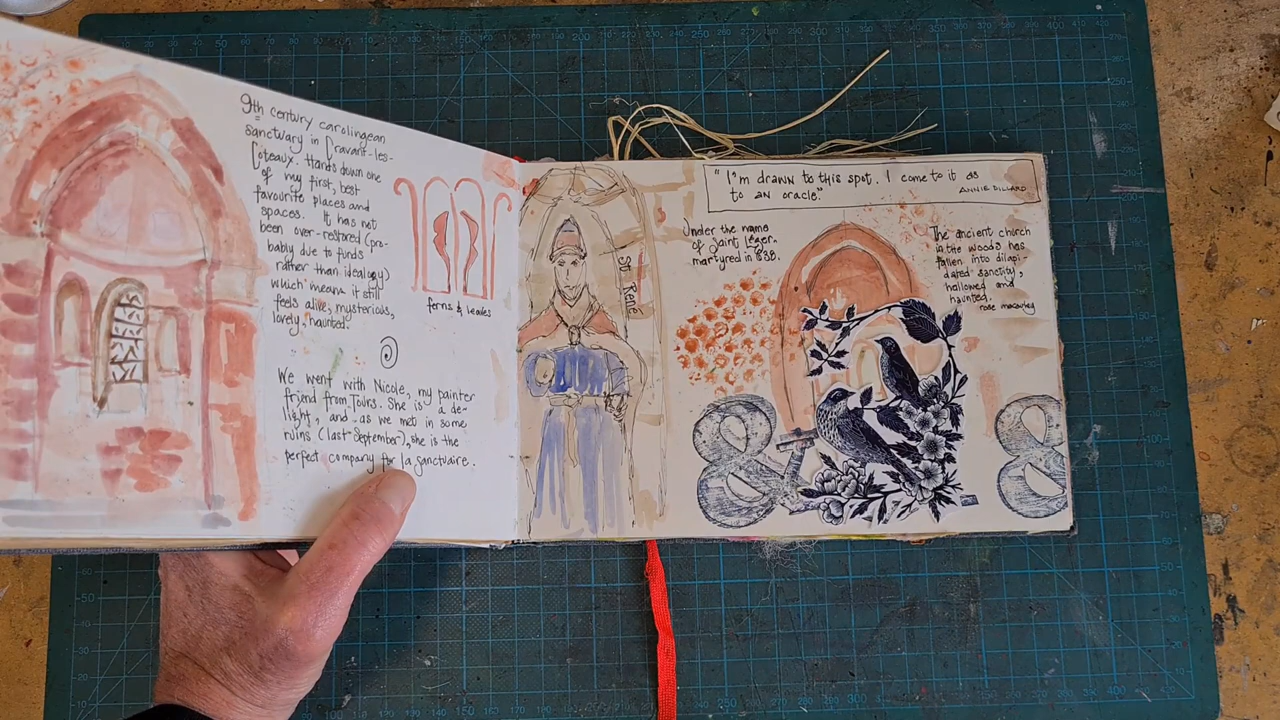 9th century carolingean
sanctuary in Cravant-les-
Coteaux. Hands down one
of my first, best
favourite places and
spaces. It has not
been over-restored (pro-
bably due to funds
rather than idealogy)
which means it still
feels alive, mysterious,
lovely, haunted.
ferns & leaves
We went with Nicole, my painter
friend from Tours. She is a de-
light, and as we met in some
ruins (last September), she is the
perfect company for la sanctuaire.
St René
"I'm drawn to this spot. I come to it as
to an oracle."
ANNIE DILLARD
Under the name
of Saint Léger.
martyred in 838.
The ancient church
in the woods has
fallen into dilapi-
dated sanctity,
hallowed and
haunted.
rose macauley
&
&